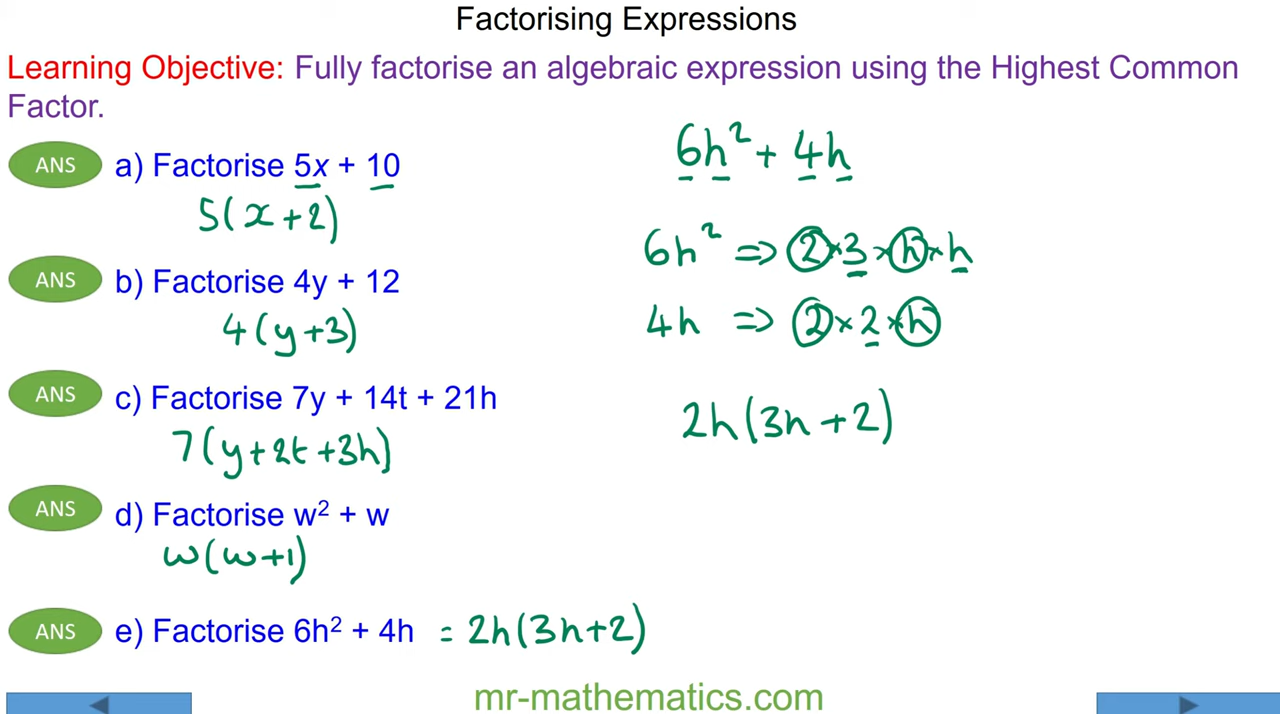 Factorising Expressions
Learning Objective: Fully factorise an algebraic expression using the Highest Common
Factor.
ANS a) Factorise 5x + 10
5(x+2)
ANS b) Factorise 4y + 12
4(y+3)
ANS c) Factorise 7y + 14t + 21h
7(y+2t+3h)
ANS d) Factorise w² + w
w(w+1)
ANS e) Factorise 6h² + 4h = 2h(3h+2)
6h² + 4h
6h² ⇒ 2×3×h×h
4h ⇒ 2×2×h
2h(3h+2)
mr-mathematics.com